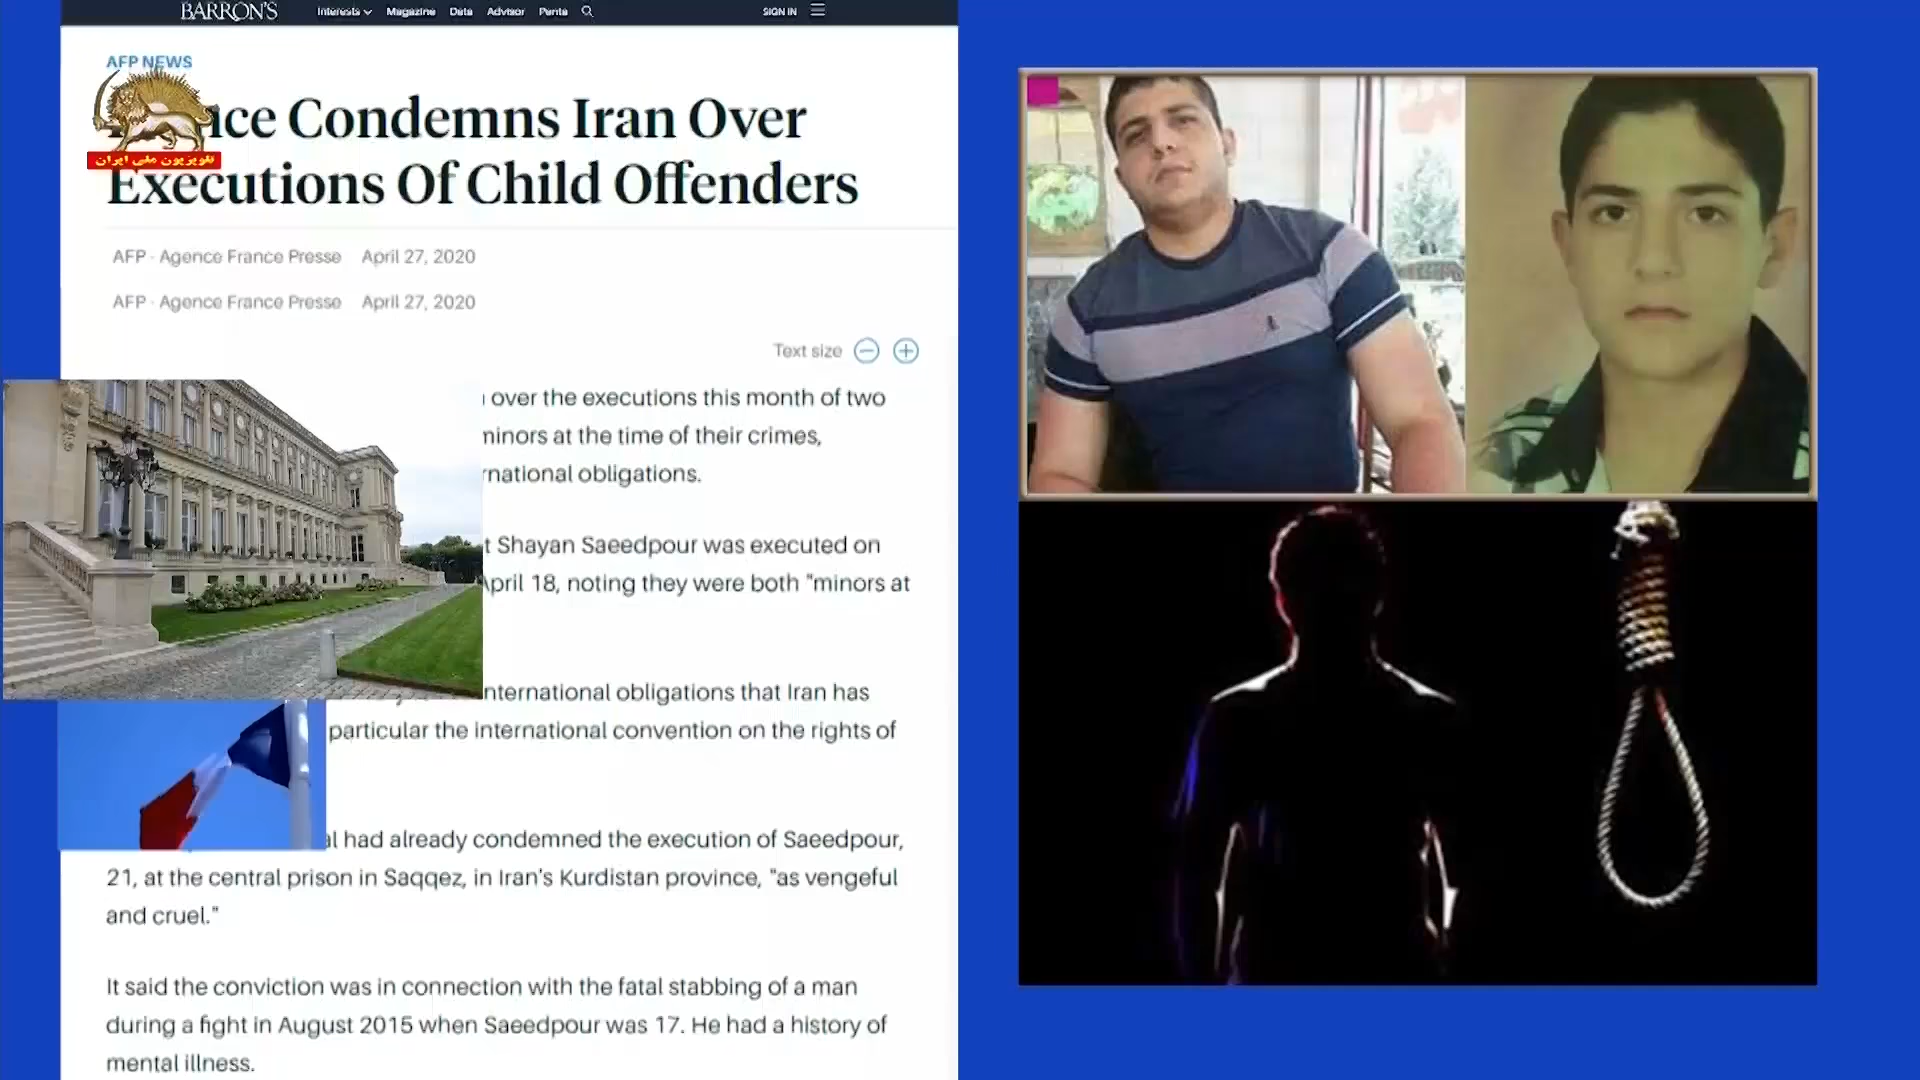 BARRON'S
Interests Magazine Data Advisor Penta
SIGN IN
AFP NEWS
nce Condemns Iran Over
تلویزیون ملی ایران
Executions Of Child Offenders
AFP - Agence France Presse April 27, 2020
AFP - Agence France Presse April 27, 2020
Text size
over the executions this month of two
minors at the time of their crimes,
rnational obligations.
t Shayan Saeedpour was executed on
April 18, noting they were both "minors at
nternational obligations that Iran has
particular the international convention on the rights of
al had already condemned the execution of Saeedpour,
21, at the central prison in Saqqez, in Iran's Kurdistan province, "as vengeful
and cruel."
It said the conviction was in connection with the fatal stabbing of a man
during a fight in August 2015 when Saeedpour was 17. He had a history of
mental illness.